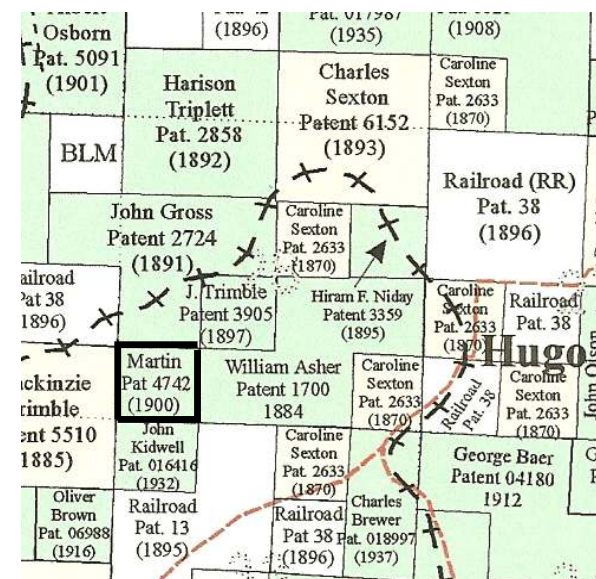 Osborn
Pat. 5091
(1901)
(1896)
Pat. 017987
(1935)
(1908)
Harison
Triplett
Pat. 2858
(1892)
Charles
Sexton
Patent 6152
(1893)
Caroline
Sexton
Pat. 2633
(1870)
BLM
Railroad (RR)
Pat. 38
(1896)
John Gross
Patent 2724
(1891)
Caroline
Sexton
Pat. 2633
(1870)
ailroad
Pat 38
1896)
J. Trimble
Patent 3905
(1897)
Hiram F. Niday
Patent 3359
(1895)
Caroline
Sexton
Pat. 2633
(1870)
Railroad
Pat. 38
Hugo
Martin
Pat 4742
(1900)
William Asher
Patent 1700
1884
Caroline
Sexton
Pat. 2633
(1870)
Railroad
Pat. 38
Caroline
Sexton
Pat. 2633
(1870)
John Olson
ckinzie
rimble
ent 5510
1885)
John
Kidwell
Pat. 016416
(1932)
Caroline
Sexton
Pat. 2633
(1870)
George Baer
Patent 04180
1912
Oliver
Brown
Pat. 06988
(1916)
Railroad
Pat. 13
(1895)
Railroad
Pat 38
(1896)
Charles
Brewer
Pat. 018997
(1937)